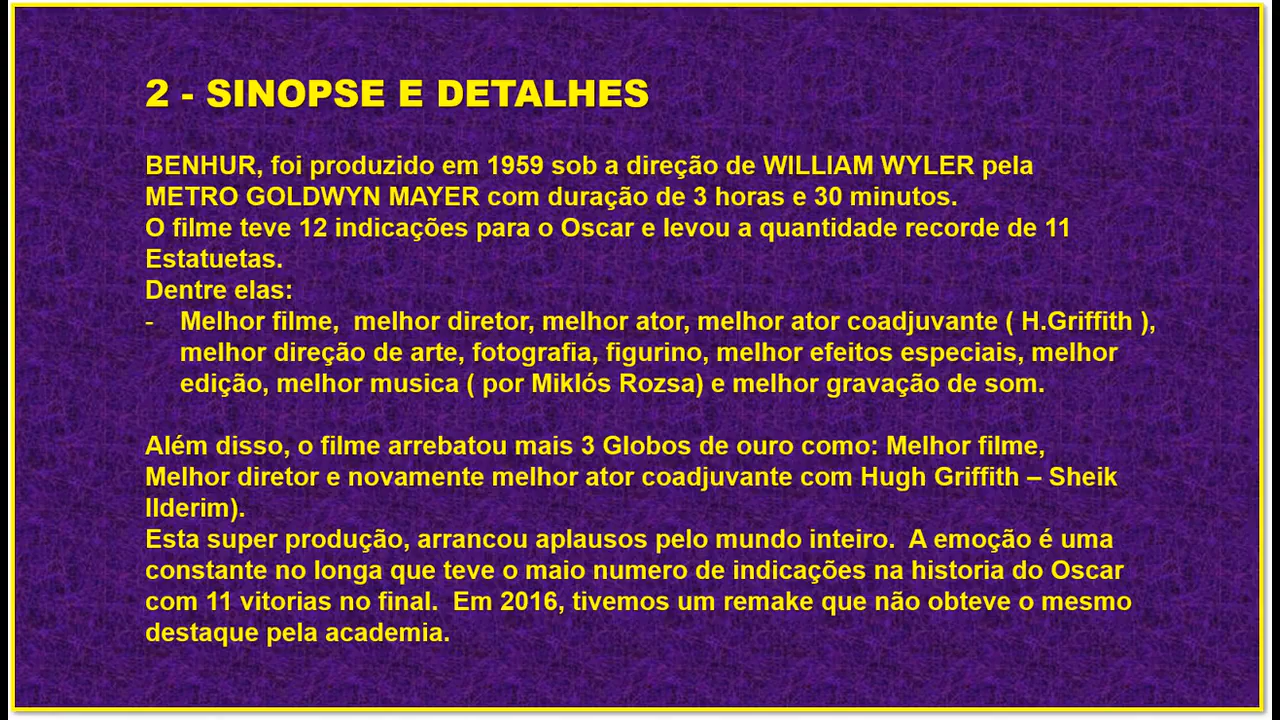 2 - SINOPSE E DETALHES
BENHUR, foi produzido em 1959 sob a direção de WILLIAM WYLER pela
METRO GOLDWYN MAYER com duração de 3 horas e 30 minutos.
O filme teve 12 indicações para o Oscar e levou a quantidade recorde de 11
Estatuetas.
Dentre elas:
- Melhor filme,  melhor diretor, melhor ator, melhor ator coadjuvante ( H.Griffith ),
melhor direção de arte, fotografia, figurino, melhor efeitos especiais, melhor
edição, melhor musica ( por Miklós Rozsa) e melhor gravação de som.
Além disso, o filme arrebatou mais 3 Globos de ouro como: Melhor filme,
Melhor diretor e novamente melhor ator coadjuvante com Hugh Griffith – Sheik
Ilderim).
Esta super produção, arrancou aplausos pelo mundo inteiro.  A emoção é uma
constante no longa que teve o maio numero de indicações na historia do Oscar
com 11 vitorias no final.  Em 2016, tivemos um remake que não obteve o mesmo
destaque pela academia.